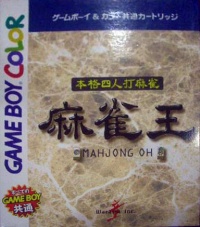 ゲームボーイ&カラー共通カートリッジ
GAME BOY COLOR
本格四人打麻雀
麻雀王
MAHJONG OH
GAME BOY
共通